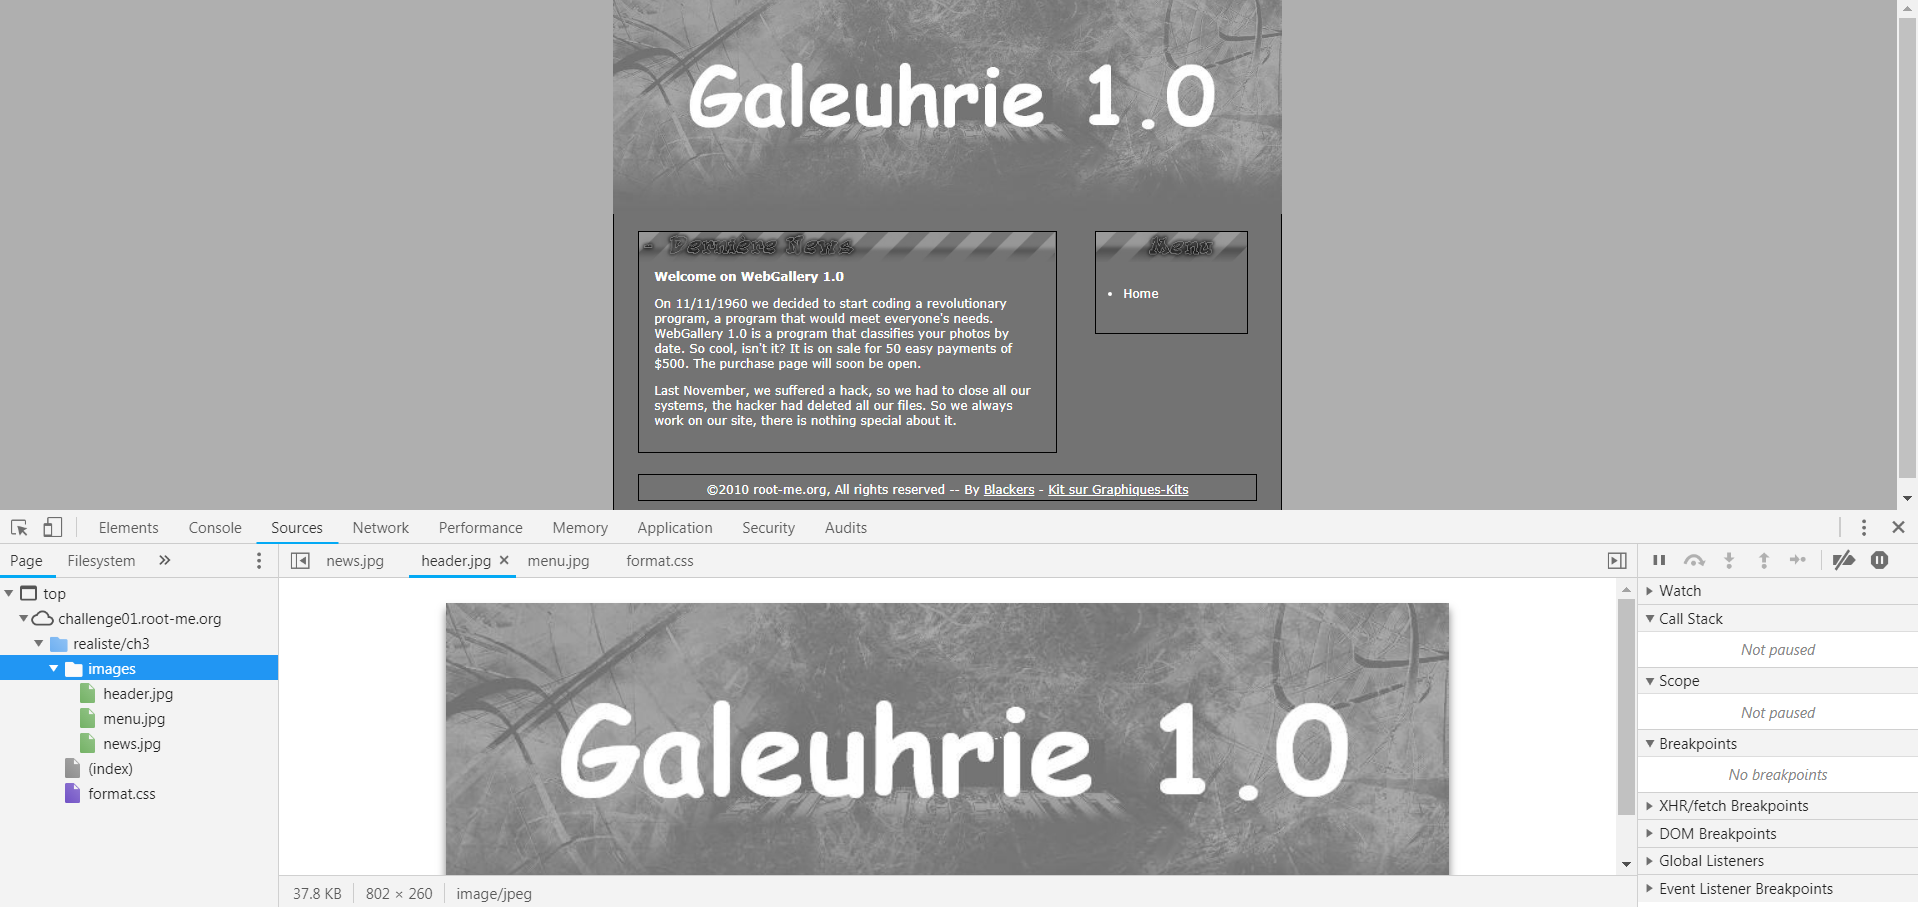 Galeuhrie 1.0
- Dernière News
Menu
Welcome on WebGallery 1.0
On 11/11/1960 we decided to start coding a revolutionary
program, a program that would meet everyone's needs.
WebGallery 1.0 is a program that classifies your photos by
date. So cool, isn't it? It is on sale for 50 easy payments of
$500. The purchase page will soon be open.
Last November, we suffered a hack, so we had to close all our
systems, the hacker had deleted all our files. So we always
work on our site, there is nothing special about it.
Home
©2010 root-me.org, All rights reserved -- By Blackers - Kit sur Graphiques-Kits
Elements Console Sources Network Performance Memory Application Security Audits
Page Filesystem
news.jpg header.jpg menu.jpg format.css
top
challenge01.root-me.org
realiste/ch3
images
header.jpg
menu.jpg
news.jpg
(index)
format.css
Galeuhrie 1.0
37.8 KB 802 × 260 image/jpeg
Watch
Call Stack
Not paused
Scope
Not paused
Breakpoints
No breakpoints
XHR/fetch Breakpoints
DOM Breakpoints
Global Listeners
Event Listener Breakpoints